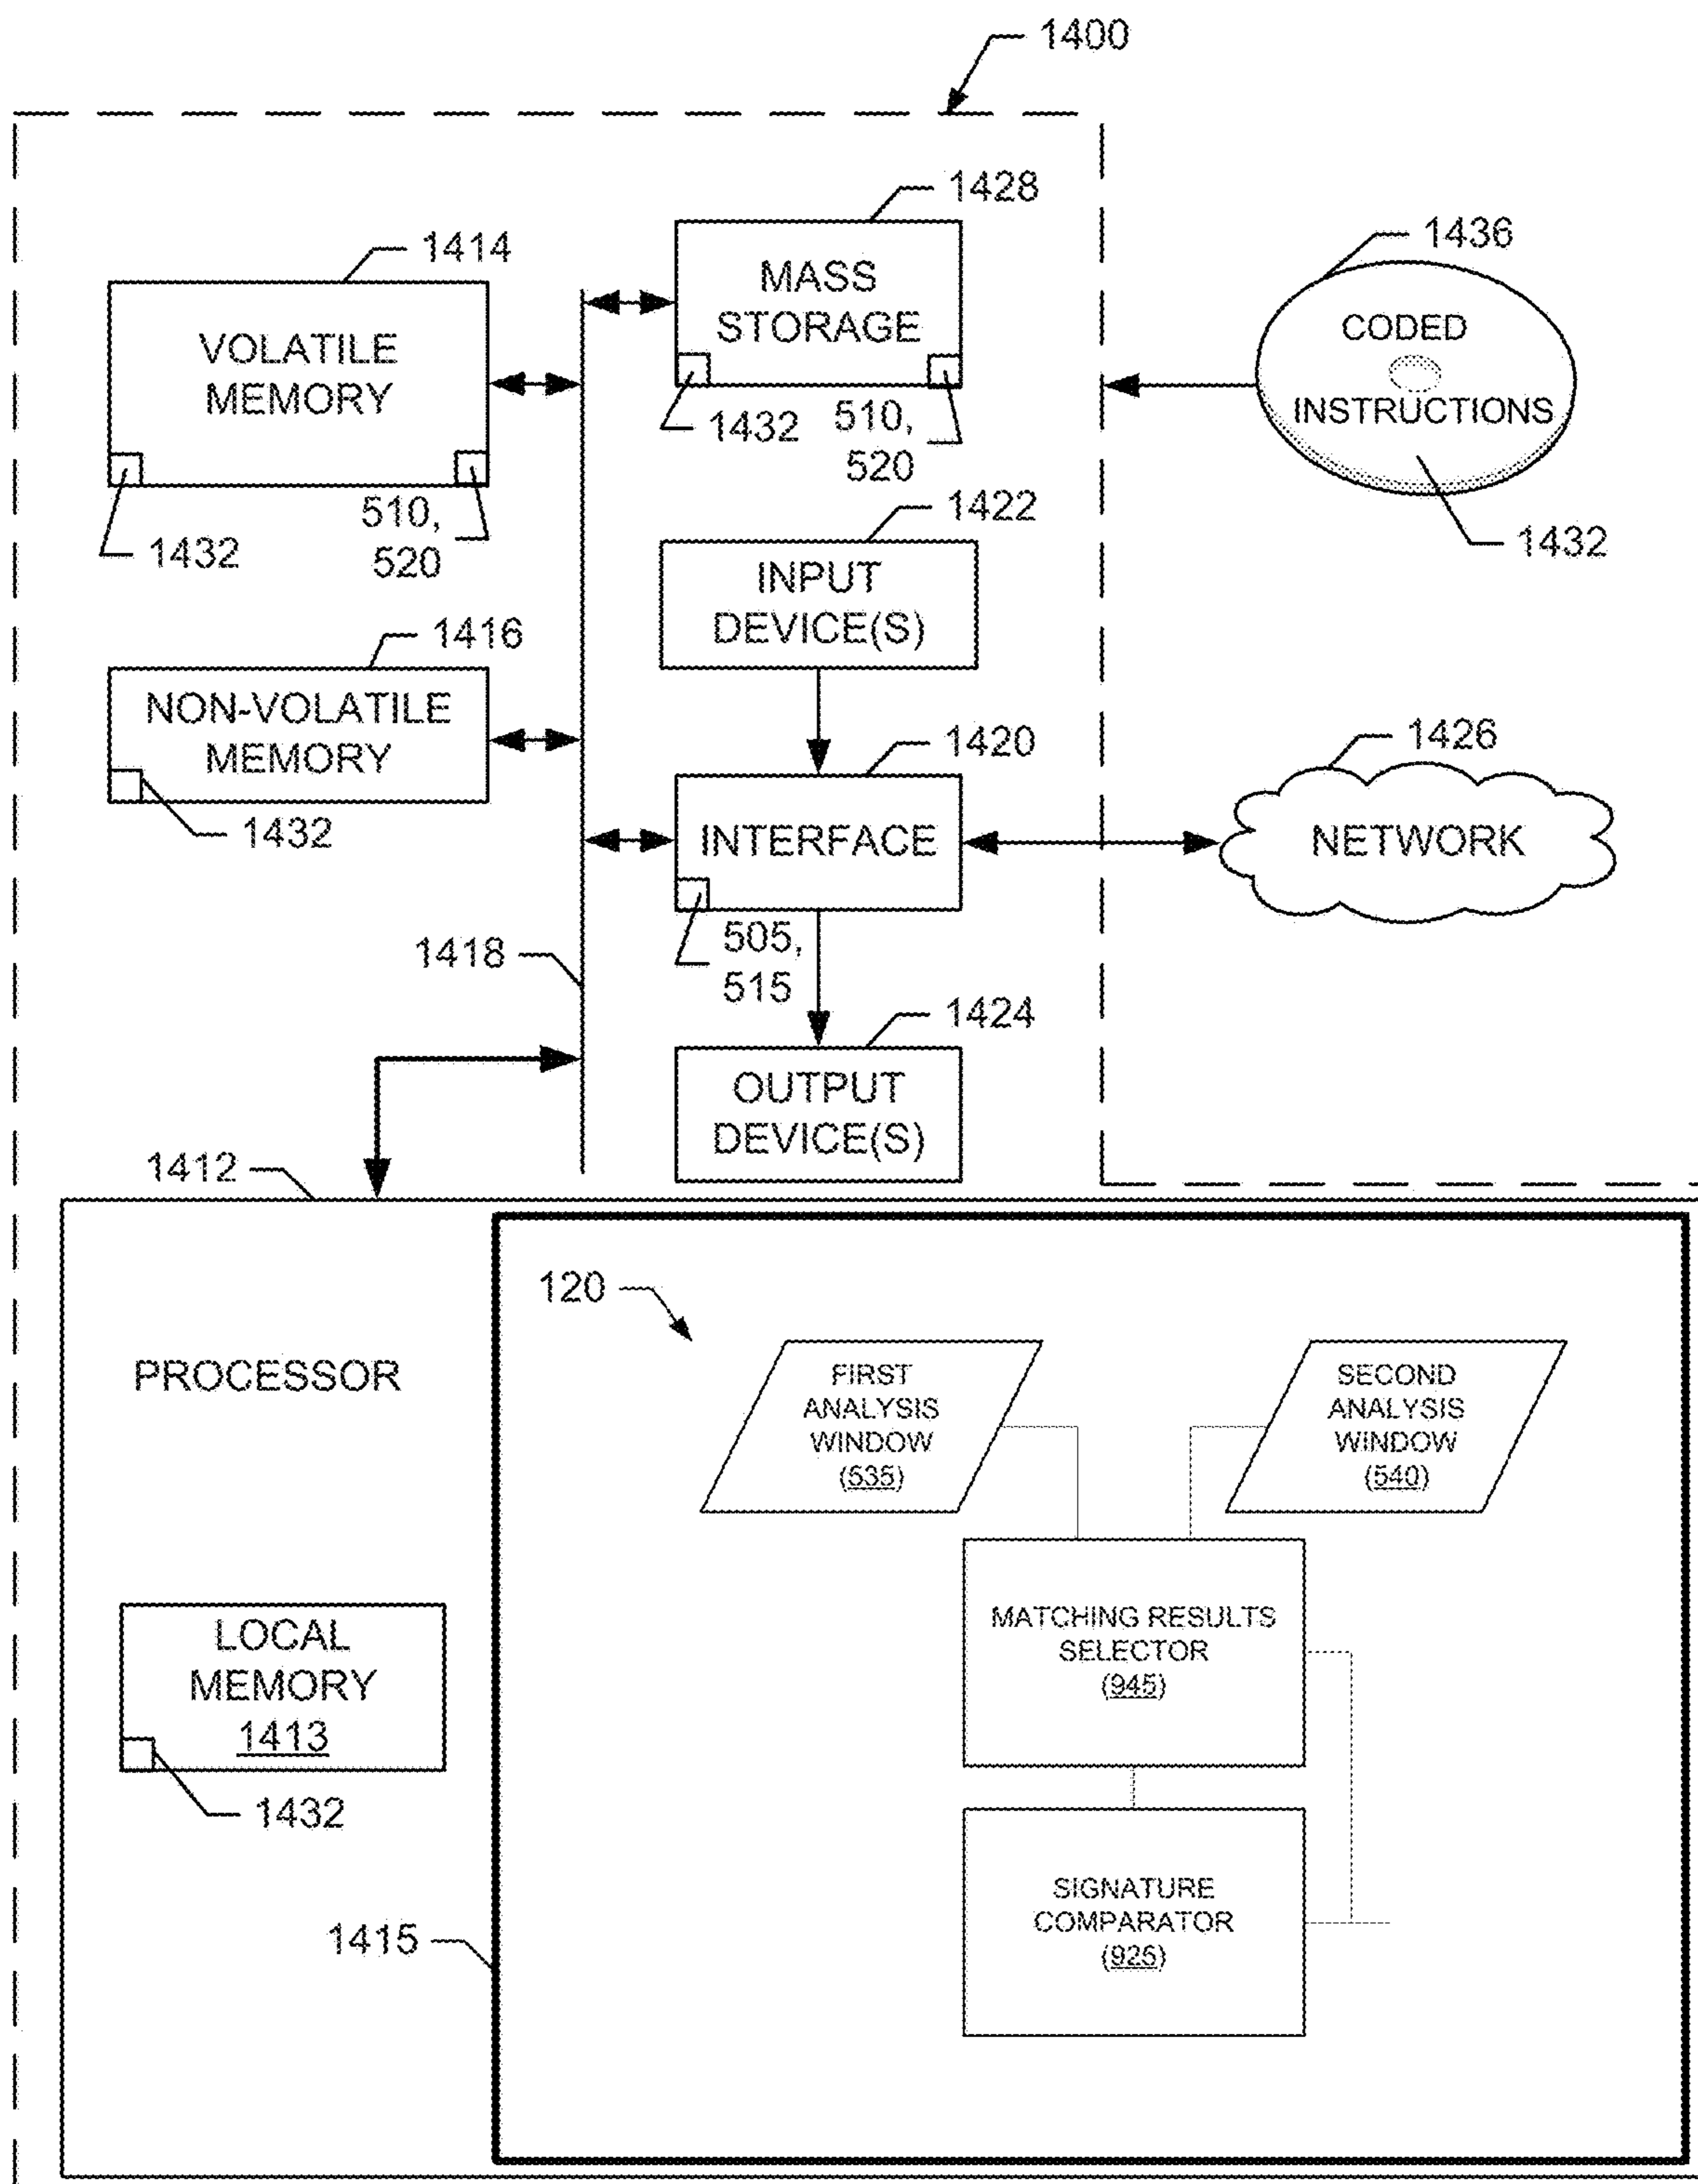 1400
1428
MASS
STORAGE
1432
510,
520
1414
VOLATILE
MEMORY
1432
510,
520
1436
CODED
INSTRUCTIONS
1432
1422
INPUT
DEVICE(S)
1416
NON-VOLATILE
MEMORY
1432
1420
INTERFACE
505,
515
1426
NETWORK
1418
1424
OUTPUT
DEVICE(S)
1412
PROCESSOR
LOCAL
MEMORY
1413
1432
1415
120
FIRST
ANALYSIS
WINDOW
(535)
SECOND
ANALYSIS
WINDOW
(540)
MATCHING RESULTS
SELECTOR
(945)
SIGNATURE
COMPARATOR
(925)